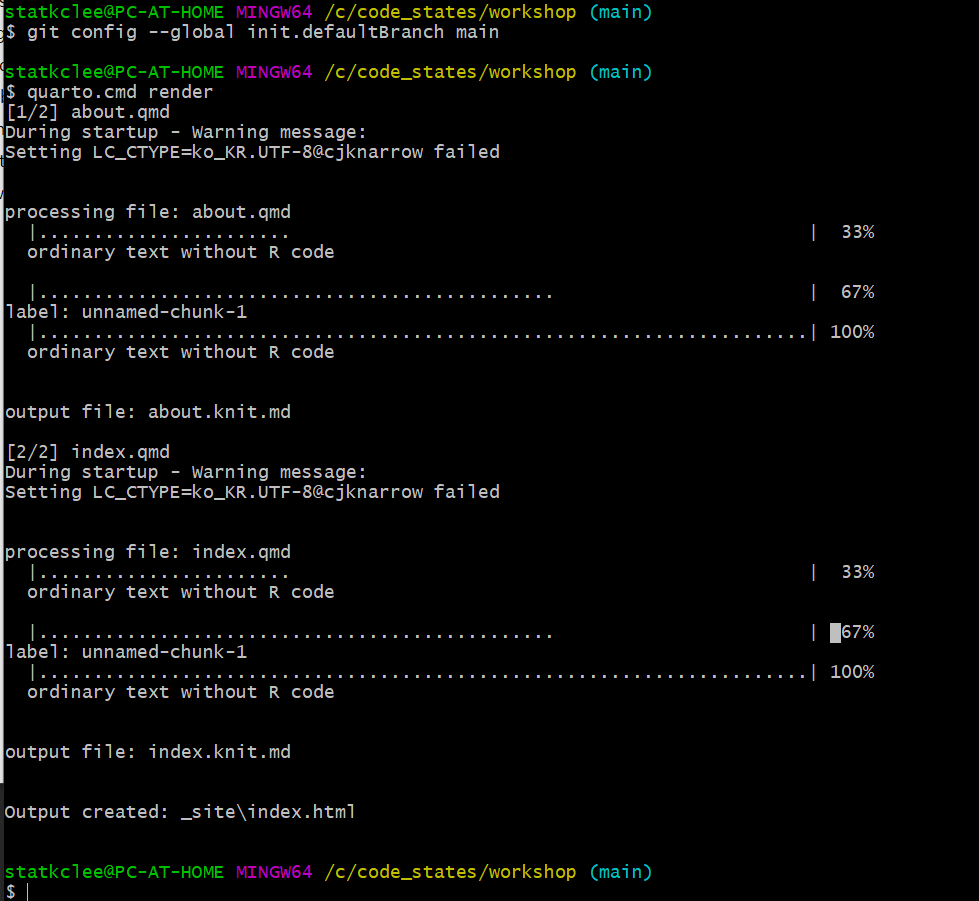 statkclee@PC-AT-HOME MINGW64 /c/code_states/workshop (main)
$ git config --global init.defaultBranch main
statkclee@PC-AT-HOME MINGW64 /c/code_states/workshop (main)
$ quarto.cmd render
[1/2] about.qmd
During startup - Warning message:
Setting LC_CTYPE=ko_KR.UTF-8@cjknarrow failed
processing file: about.qmd
|....................... | 33%
ordinary text without R code
|............................................... | 67%
label: unnamed-chunk-1
|......................................................................| 100%
ordinary text without R code
output file: about.knit.md
[2/2] index.qmd
During startup - Warning message:
Setting LC_CTYPE=ko_KR.UTF-8@cjknarrow failed
processing file: index.qmd
|....................... | 33%
ordinary text without R code
|............................................... | 67%
label: unnamed-chunk-1
|......................................................................| 100%
ordinary text without R code
output file: index.knit.md
Output created: _site\index.html
statkclee@PC-AT-HOME MINGW64 /c/code_states/workshop (main)
$